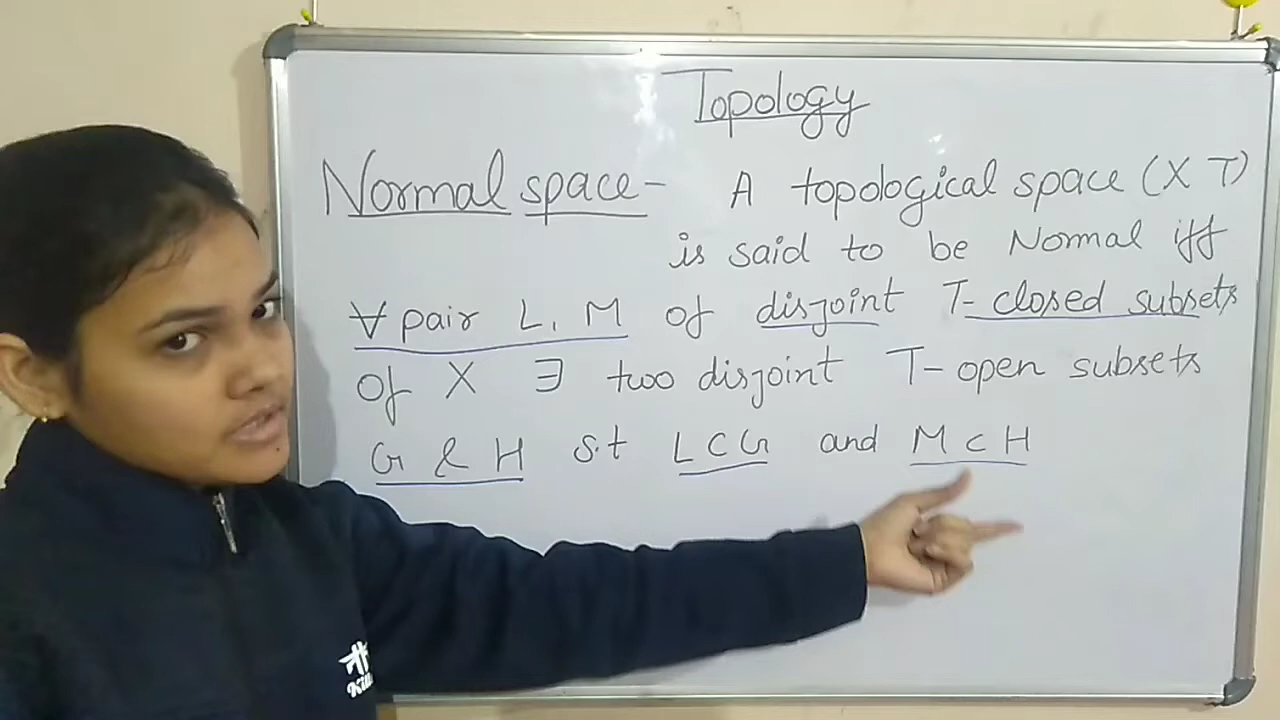 Topology
Normal space - A topological space (X T)
is said to be Normal iff
∀ pair L, M of disjoint T-closed subsets
of X ∃ two disjoint T-open subsets
G & H s.t L ⊂ G and M ⊂ H